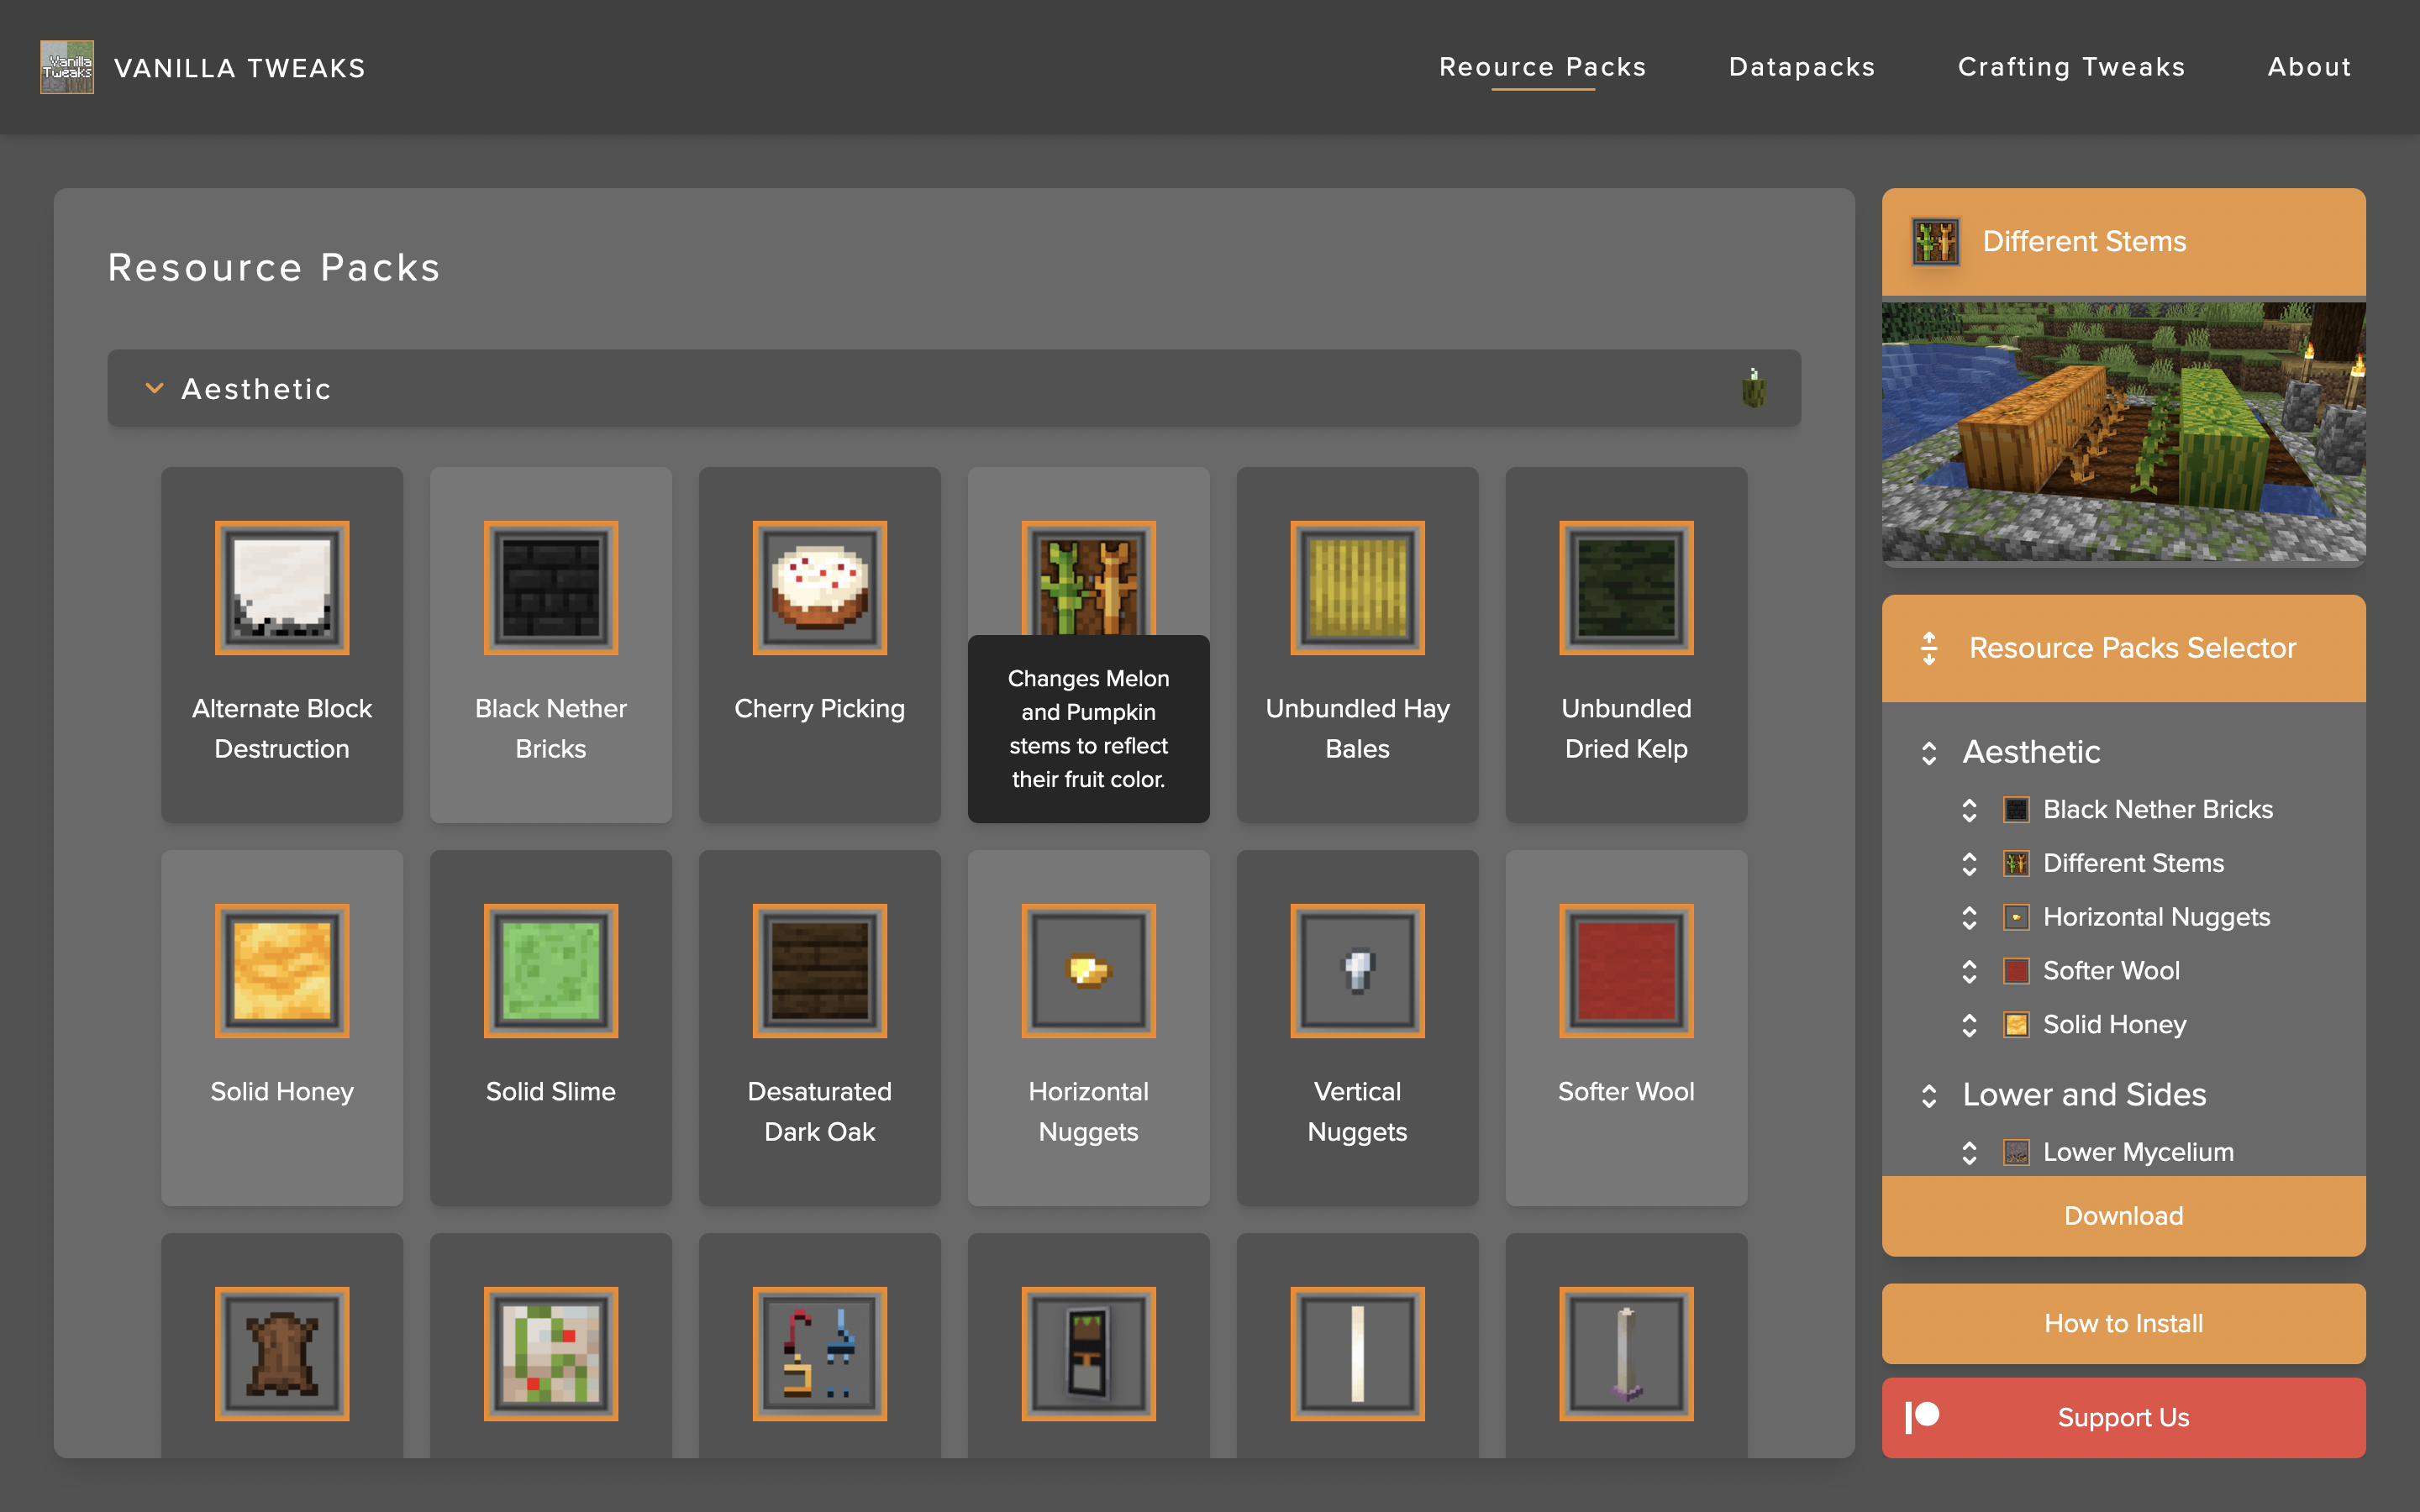 Vanilla
Tweaks
VANILLA TWEAKS
Reource Packs
Datapacks
Crafting Tweaks
About
Resource Packs
Aesthetic
Alternate Block
Destruction
Black Nether
Bricks
Cherry Picking
Changes Melon
and Pumpkin
stems to reflect
their fruit color.
Unbundled Hay
Bales
Unbundled
Dried Kelp
Solid Honey
Solid Slime
Desaturated
Dark Oak
Horizontal
Nuggets
Vertical
Nuggets
Softer Wool
Different Stems
Resource Packs Selector
Aesthetic
Black Nether Bricks
Different Stems
Horizontal Nuggets
Softer Wool
Solid Honey
Lower and Sides
Lower Mycelium
Download
How to Install
Support Us